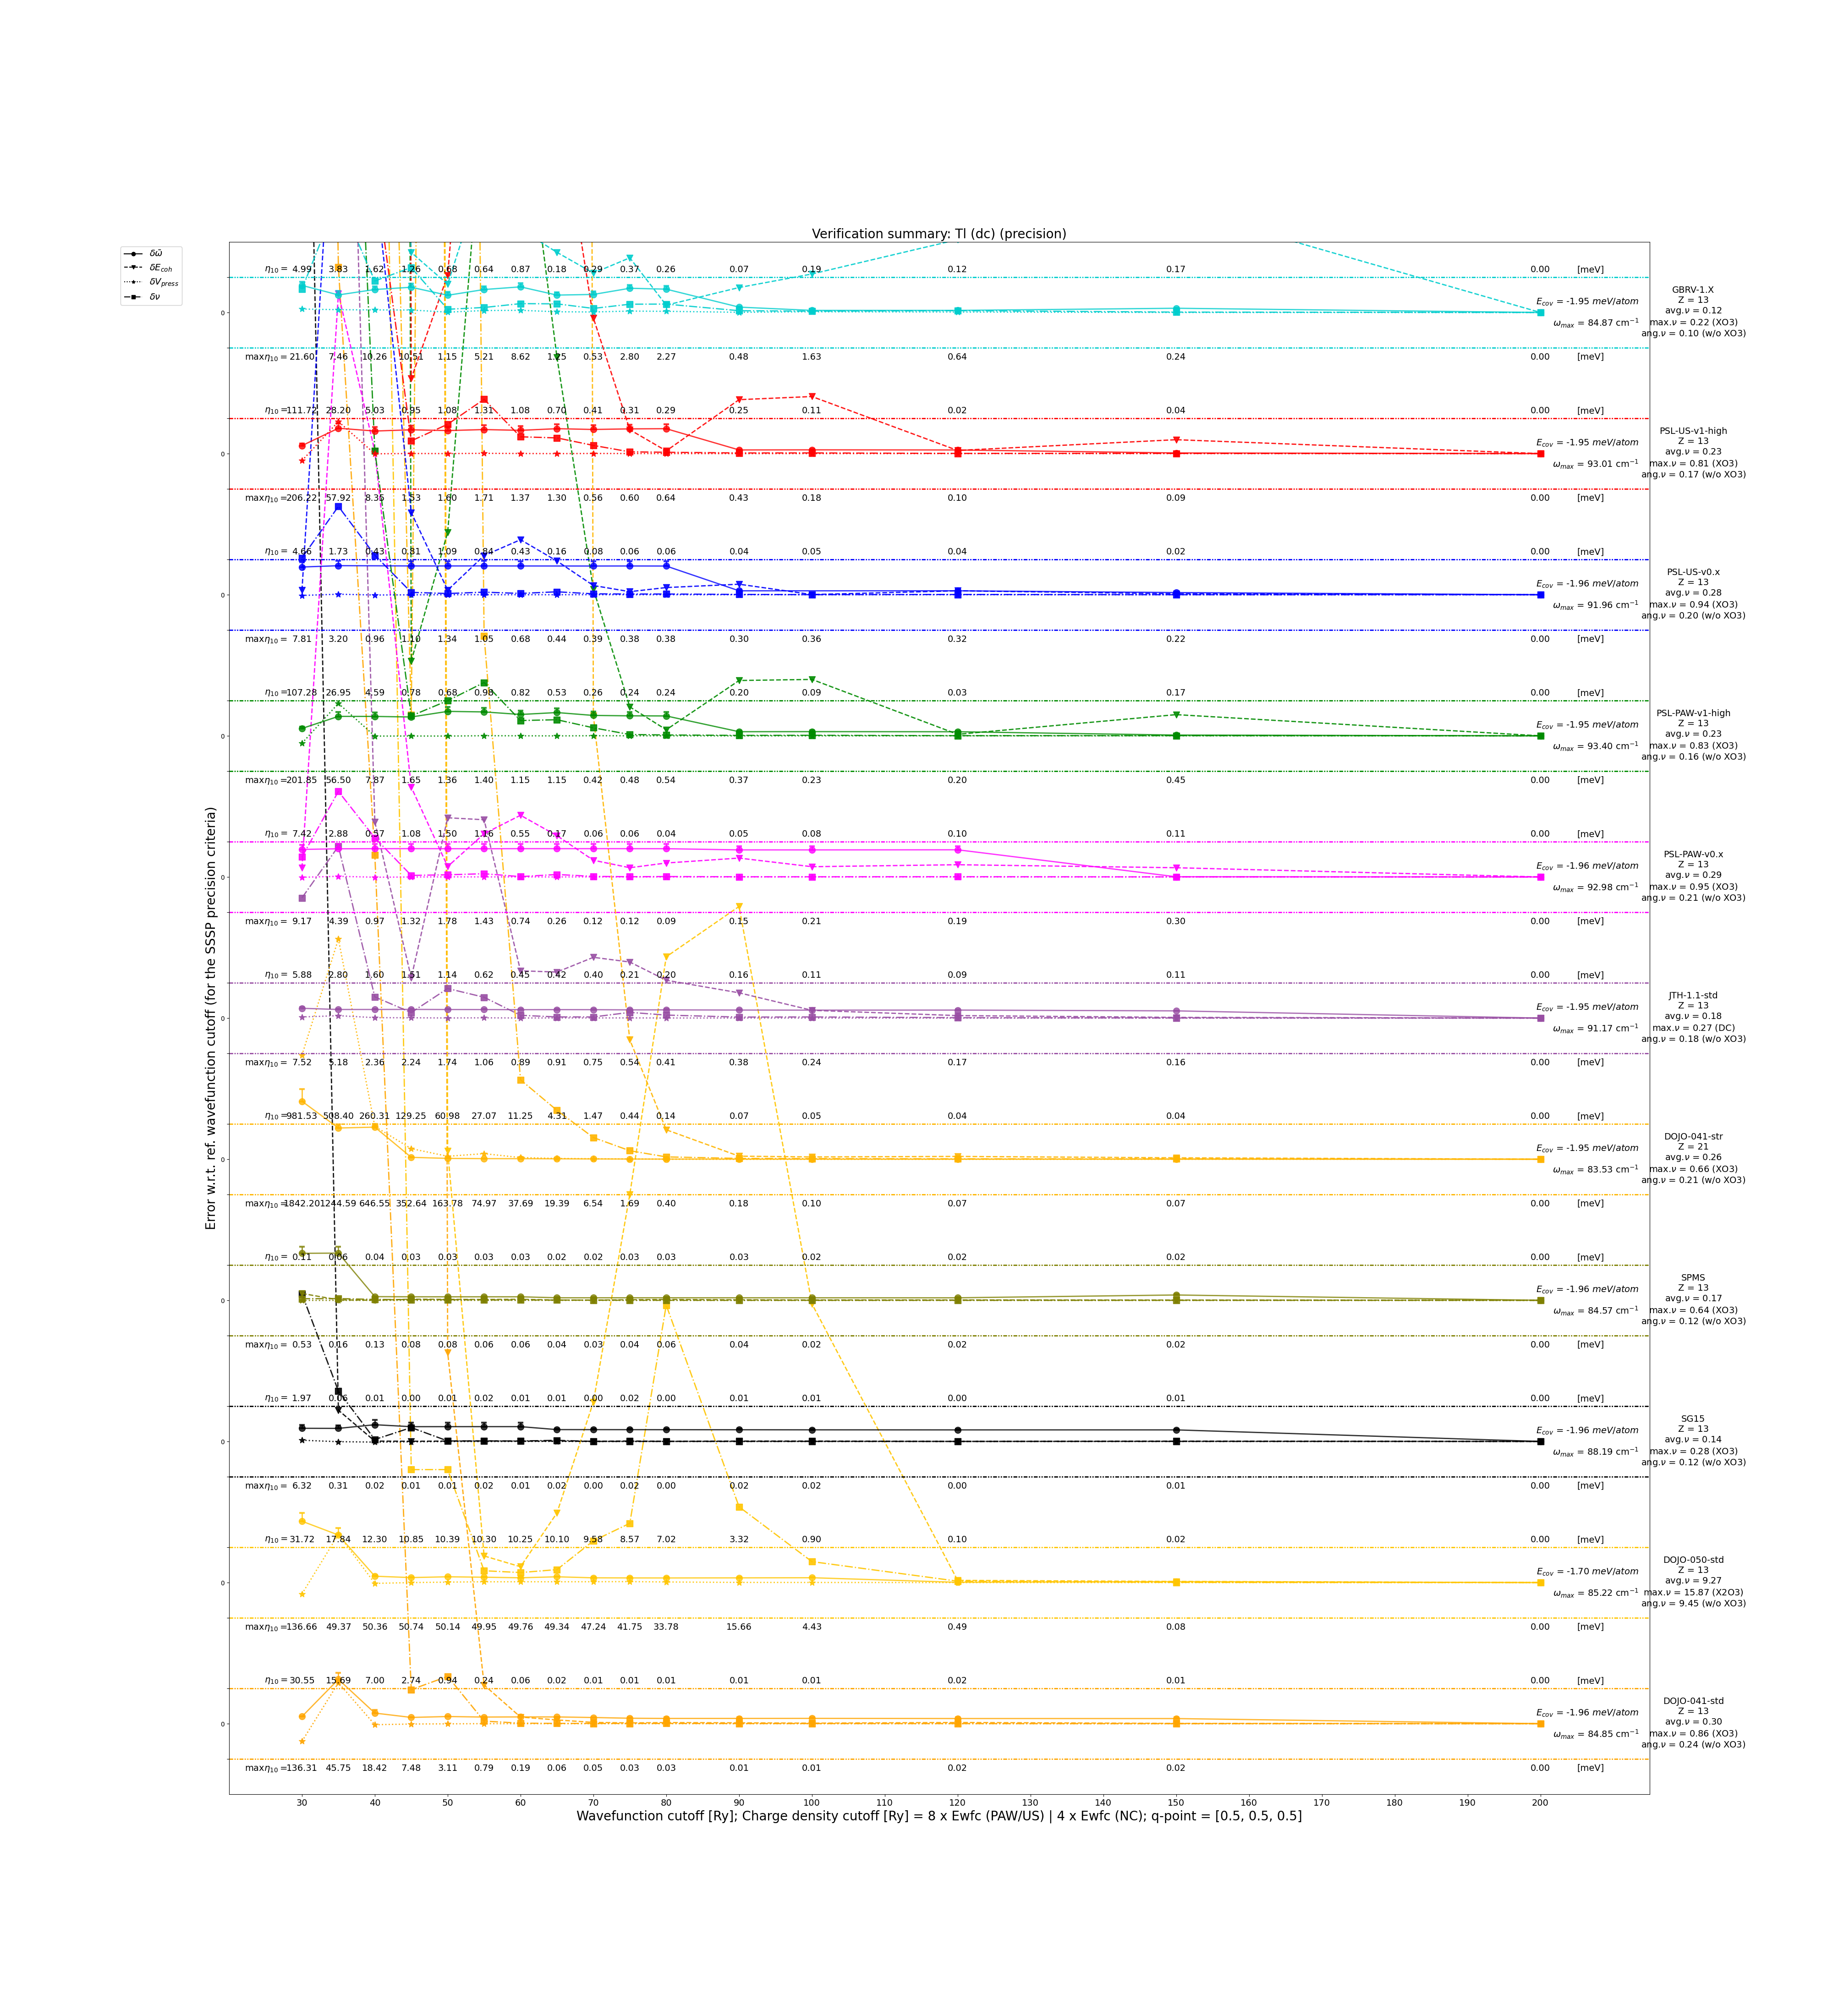 Verification summary: Tl (dc) (precision)
δω̄
δE_coh
δV_press
δν
Error w.r.t. ref. wavefunction cutoff (for the SSSP precision criteria)
η₁₀ = 4.99 3.83 1.62 1.26 0.68 0.64 0.87 0.18 0.29 0.37 0.26 0.07 0.19 0.12 0.17 0.00 [meV]
GBRV-1.X
Z = 13
avg.ν = 0.12
max.ν = 0.22 (XO3)
ang.ν = 0.10 (w/o XO3)
E_cov = -1.95 meV/atom
ω_max = 84.87 cm⁻¹
0
maxη₁₀ = 21.60 7.46 10.26 10.51 1.15 5.21 8.62 1.25 0.53 2.80 2.27 0.48 1.63 0.64 0.24 0.00 [meV]
η₁₀ = 111.72 28.20 5.03 0.95 1.08 1.31 1.08 0.70 0.41 0.31 0.29 0.25 0.11 0.02 0.04 0.00 [meV]
PSL-US-v1-high
Z = 13
avg.ν = 0.23
max.ν = 0.81 (XO3)
ang.ν = 0.17 (w/o XO3)
E_cov = -1.95 meV/atom
ω_max = 93.01 cm⁻¹
0
maxη₁₀ = 206.22 57.92 8.35 1.53 1.60 1.71 1.37 1.30 0.56 0.60 0.64 0.43 0.18 0.10 0.09 0.00 [meV]
η₁₀ = 4.66 1.73 0.43 0.81 1.09 0.84 0.43 0.16 0.08 0.06 0.06 0.04 0.05 0.04 0.02 0.00 [meV]
PSL-US-v0.x
Z = 13
avg.ν = 0.28
max.ν = 0.94 (XO3)
ang.ν = 0.20 (w/o XO3)
E_cov = -1.96 meV/atom
ω_max = 91.96 cm⁻¹
0
maxη₁₀ = 7.81 3.20 0.96 1.10 1.34 1.05 0.68 0.44 0.39 0.38 0.38 0.30 0.36 0.32 0.22 0.00 [meV]
η₁₀ = 107.28 26.95 4.59 0.78 0.68 0.98 0.82 0.53 0.26 0.24 0.24 0.20 0.09 0.03 0.17 0.00 [meV]
PSL-PAW-v1-high
Z = 13
avg.ν = 0.23
max.ν = 0.83 (XO3)
ang.ν = 0.16 (w/o XO3)
E_cov = -1.95 meV/atom
ω_max = 93.40 cm⁻¹
0
maxη₁₀ = 201.85 56.50 7.87 1.65 1.36 1.40 1.15 1.15 0.42 0.48 0.54 0.37 0.23 0.20 0.45 0.00 [meV]
η₁₀ = 7.42 2.88 0.57 1.08 1.50 1.26 0.55 0.17 0.06 0.06 0.04 0.05 0.08 0.10 0.11 0.00 [meV]
PSL-PAW-v0.x
Z = 13
avg.ν = 0.29
max.ν = 0.95 (XO3)
ang.ν = 0.21 (w/o XO3)
E_cov = -1.96 meV/atom
ω_max = 92.98 cm⁻¹
0
maxη₁₀ = 9.17 4.39 0.97 1.32 1.78 1.43 0.74 0.26 0.12 0.12 0.09 0.15 0.21 0.19 0.30 0.00 [meV]
η₁₀ = 5.88 2.80 1.60 1.51 1.14 0.62 0.45 0.42 0.40 0.21 0.20 0.16 0.11 0.09 0.11 0.00 [meV]
JTH-1.1-std
Z = 13
avg.ν = 0.18
max.ν = 0.27 (DC)
ang.ν = 0.18 (w/o XO3)
E_cov = -1.95 meV/atom
ω_max = 91.17 cm⁻¹
0
maxη₁₀ = 7.52 5.18 2.36 2.24 1.74 1.06 0.89 0.91 0.75 0.54 0.41 0.38 0.24 0.17 0.16 0.00 [meV]
η₁₀ = 981.53 508.40 260.31 129.25 60.98 27.07 11.25 4.31 1.47 0.44 0.14 0.07 0.05 0.04 0.04 0.00 [meV]
DOJO-041-str
Z = 21
avg.ν = 0.26
max.ν = 0.66 (XO3)
ang.ν = 0.21 (w/o XO3)
E_cov = -1.95 meV/atom
ω_max = 83.53 cm⁻¹
0
maxη₁₀ = 1842.20 1244.59 646.55 352.64 163.78 74.97 37.69 19.39 6.54 1.69 0.40 0.18 0.10 0.07 0.07 0.00 [meV]
η₁₀ = 0.11 0.06 0.04 0.03 0.03 0.03 0.03 0.02 0.02 0.03 0.03 0.03 0.02 0.02 0.02 0.00 [meV]
SPMS
Z = 13
avg.ν = 0.17
max.ν = 0.64 (XO3)
ang.ν = 0.12 (w/o XO3)
E_cov = -1.96 meV/atom
ω_max = 84.57 cm⁻¹
0
maxη₁₀ = 0.53 0.16 0.13 0.08 0.08 0.06 0.06 0.04 0.03 0.04 0.06 0.04 0.02 0.02 0.02 0.00 [meV]
η₁₀ = 1.97 0.06 0.01 0.00 0.01 0.02 0.01 0.01 0.00 0.02 0.00 0.01 0.01 0.00 0.01 0.00 [meV]
SG15
Z = 13
avg.ν = 0.14
max.ν = 0.28 (XO3)
ang.ν = 0.12 (w/o XO3)
E_cov = -1.96 meV/atom
ω_max = 88.19 cm⁻¹
0
maxη₁₀ = 6.32 0.31 0.02 0.01 0.01 0.02 0.01 0.02 0.00 0.02 0.00 0.02 0.02 0.00 0.01 0.00 [meV]
η₁₀ = 31.72 17.84 12.30 10.85 10.39 10.30 10.25 10.10 9.58 8.57 7.02 3.32 0.90 0.10 0.02 0.00 [meV]
DOJO-050-std
Z = 13
avg.ν = 9.27
max.ν = 15.87 (X2O3)
ang.ν = 9.45 (w/o XO3)
E_cov = -1.70 meV/atom
ω_max = 85.22 cm⁻¹
0
maxη₁₀ = 136.66 49.37 50.36 50.74 50.14 49.95 49.76 49.34 47.24 41.75 33.78 15.66 4.43 0.49 0.08 0.00 [meV]
η₁₀ = 30.55 15.69 7.00 2.74 0.94 0.24 0.06 0.02 0.01 0.01 0.01 0.01 0.01 0.02 0.01 0.00 [meV]
DOJO-041-std
Z = 13
avg.ν = 0.30
max.ν = 0.86 (XO3)
ang.ν = 0.24 (w/o XO3)
E_cov = -1.96 meV/atom
ω_max = 84.85 cm⁻¹
0
maxη₁₀ = 136.31 45.75 18.42 7.48 3.11 0.79 0.19 0.06 0.05 0.03 0.03 0.01 0.01 0.02 0.02 0.00 [meV]
30 40 50 60 70 80 90 100 110 120 130 140 150 160 170 180 190 200
Wavefunction cutoff [Ry]; Charge density cutoff [Ry] = 8 x Ewfc (PAW/US) | 4 x Ewfc (NC); q-point = [0.5, 0.5, 0.5]